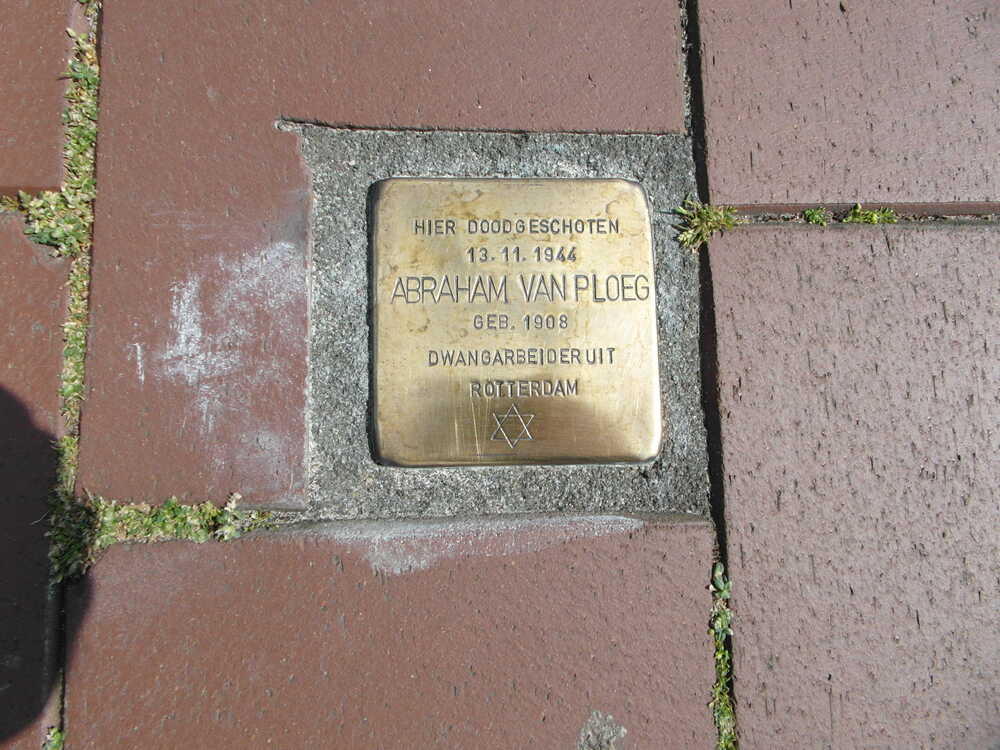 HIER DOODGESCHOTEN
13.11.1944
ABRAHAM VAN PLOEG
GEB. 1908
DWANGARBEIDER UIT
ROTTERDAM